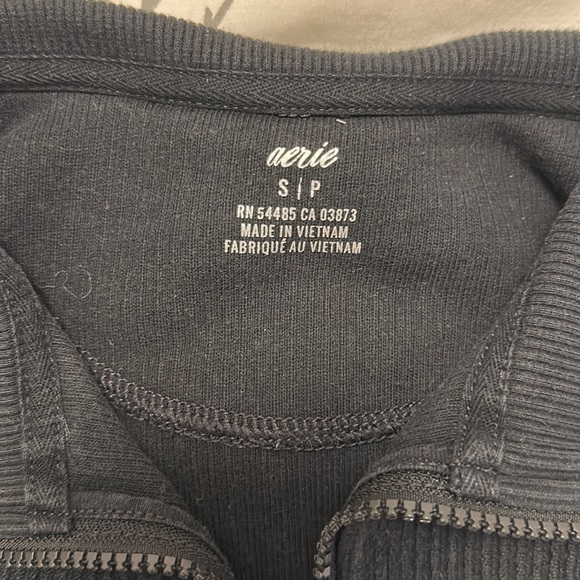 aerie
S | P
RN 54485 CA 03873
MADE IN VIETNAM
FABRIQUÉ AU VIETNAM